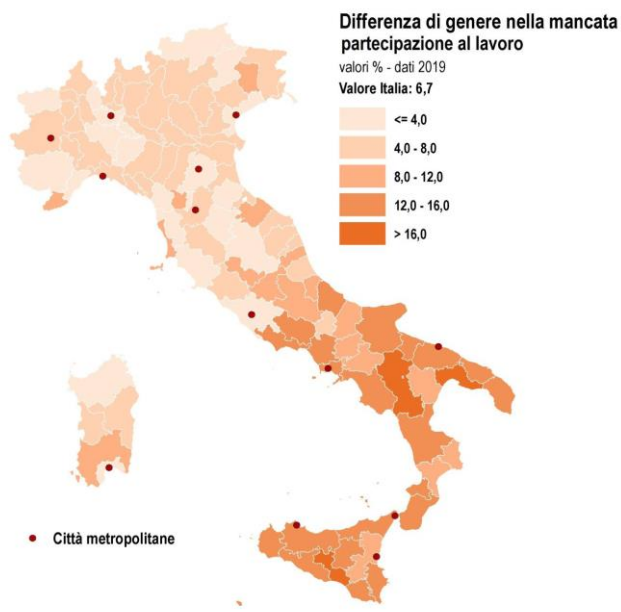 Differenza di genere nella mancata
partecipazione al lavoro
valori % - dati 2019
Valore Italia: 6,7
<= 4,0
4,0 - 8,0
8,0 - 12,0
12,0 - 16,0
> 16,0
Città metropolitane